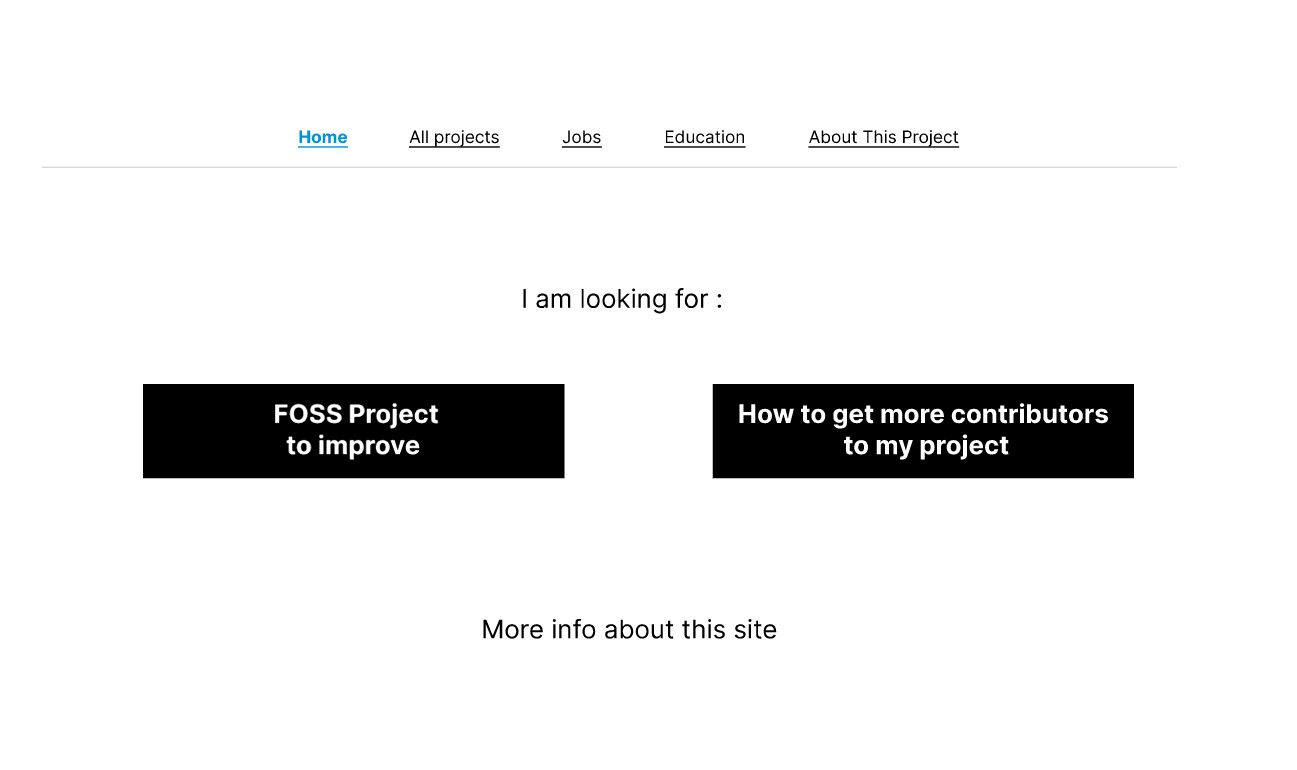 Home All projects Jobs Education About This Project
I am looking for :
FOSS Project
to improve
How to get more contributors
to my project
More info about this site